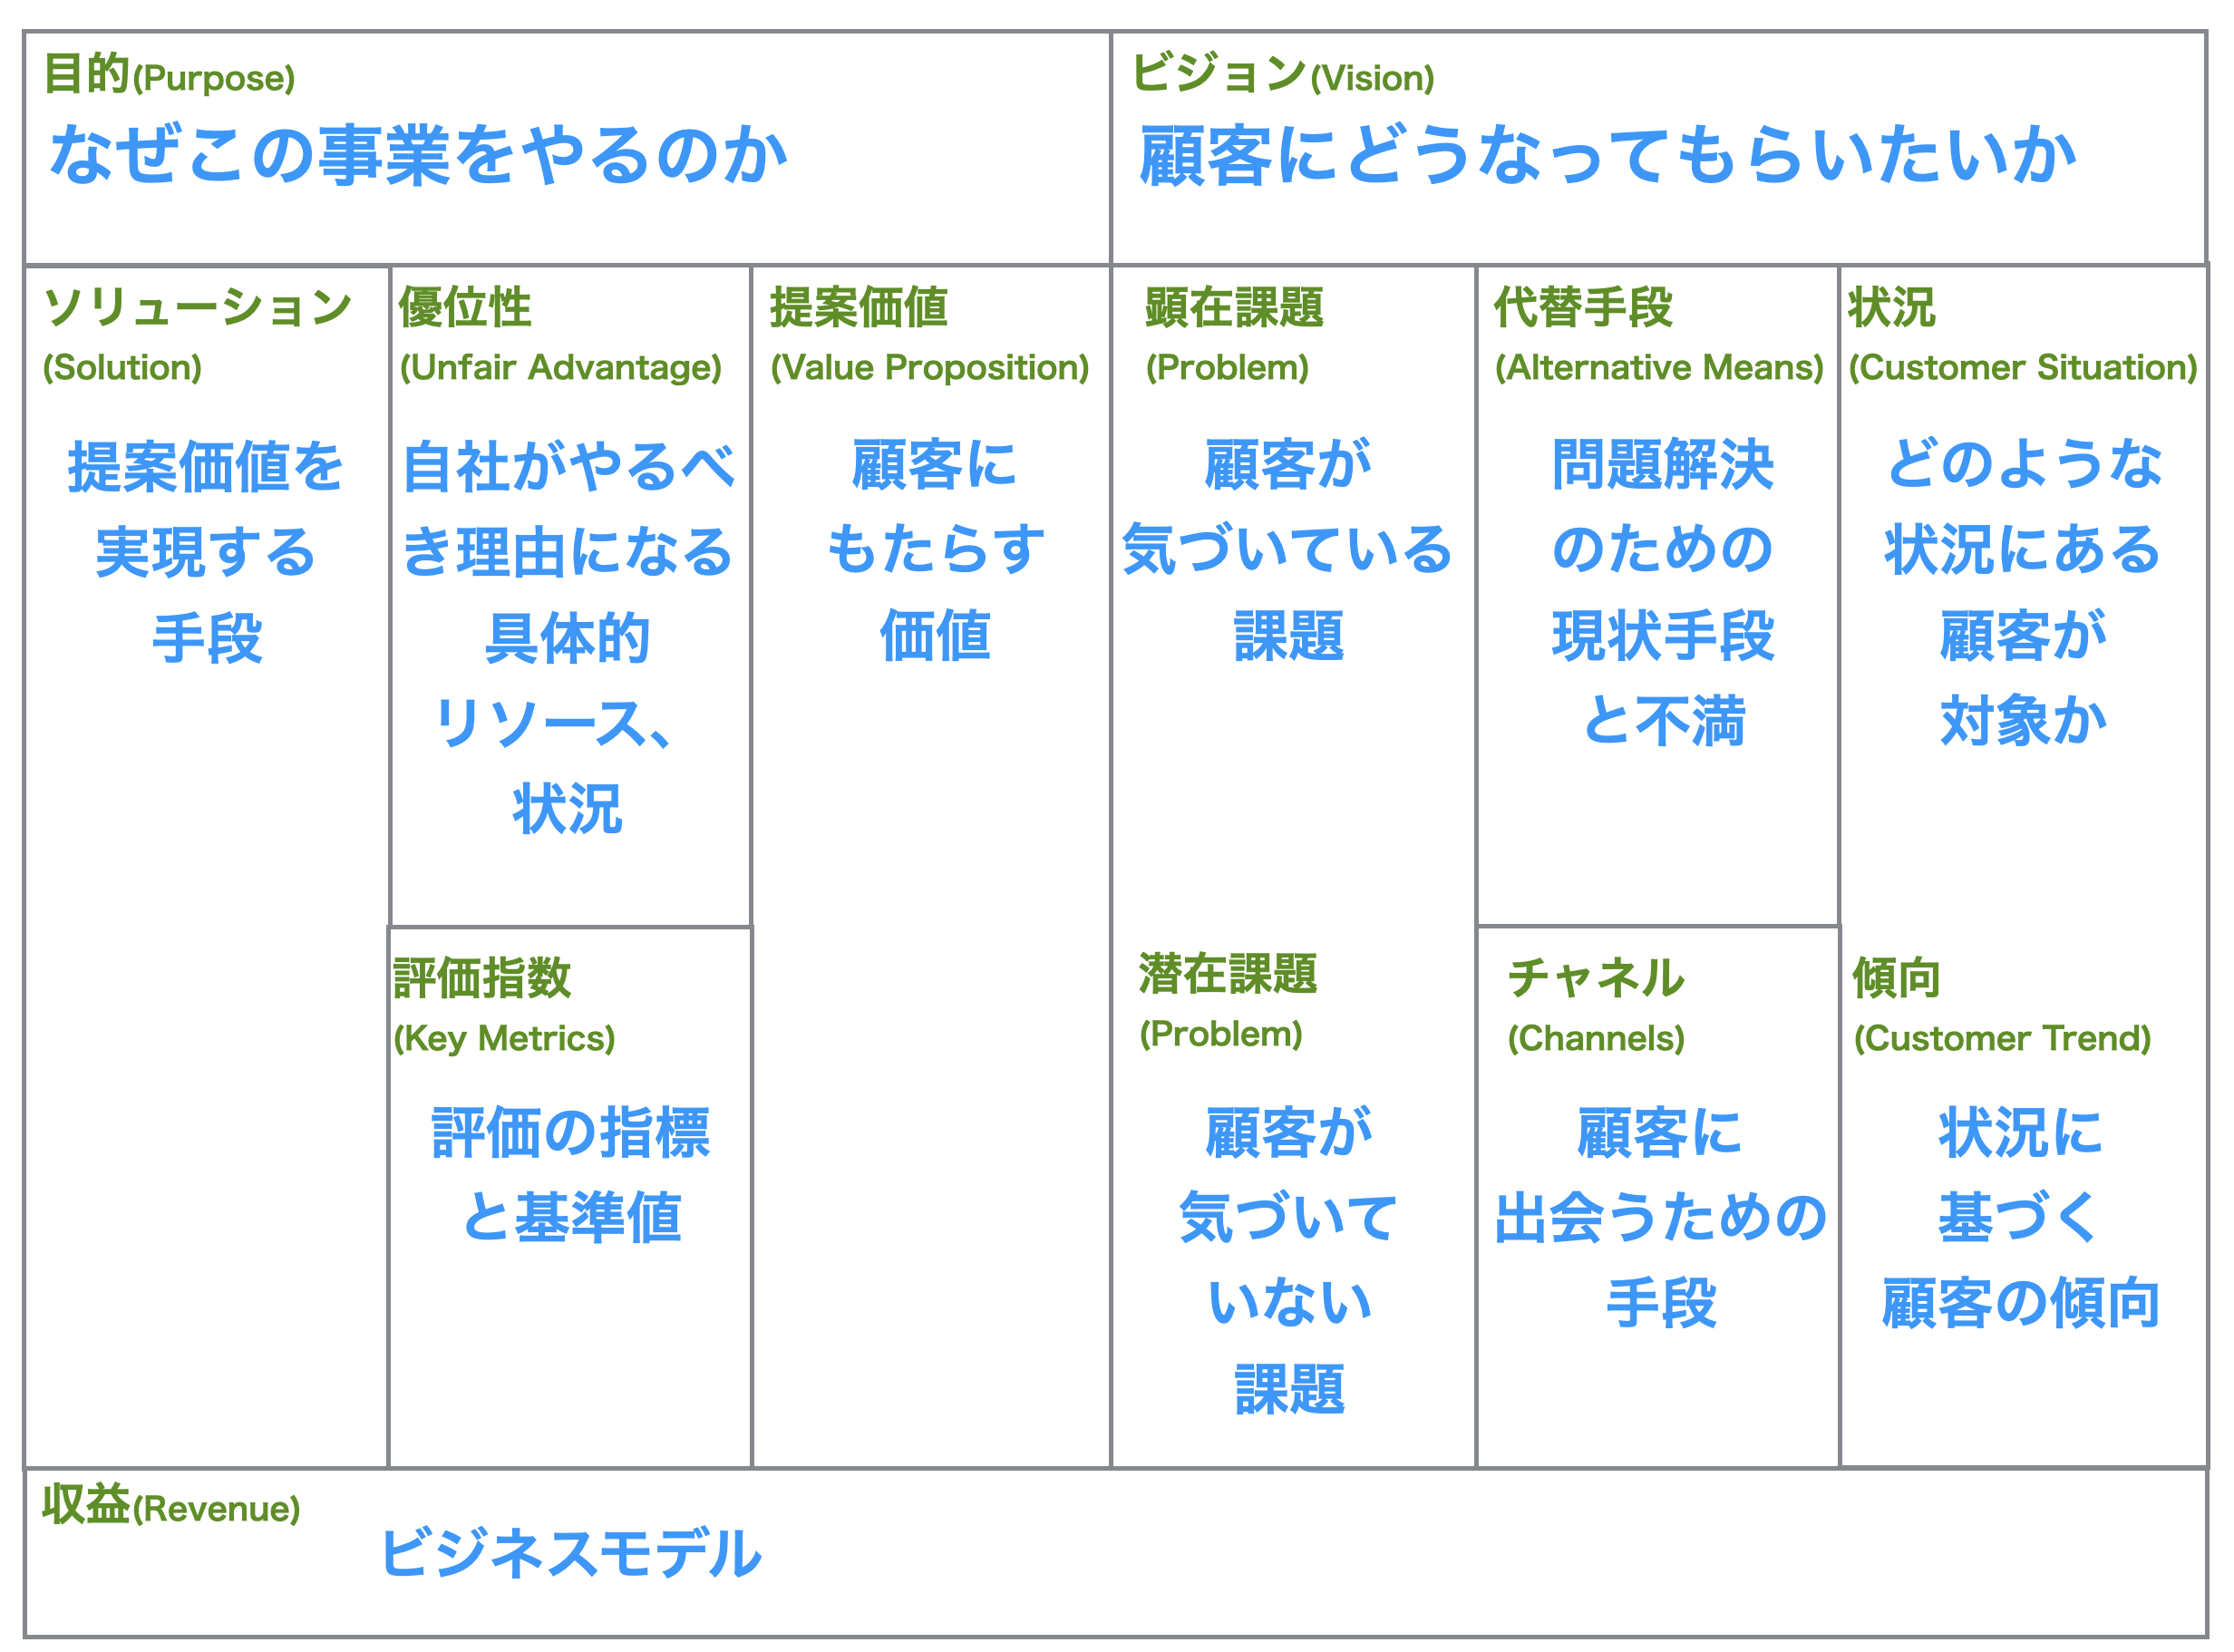 目的(Purpose)
なぜこの事業をやるのか
ビジョン(Vision)
顧客にどうなってもらいたいか
ソリューション
(Solution)
提案価値を
実現する
手段
優位性
(Unfair Advantage)
自社がやるべ
き理由になる
具体的
リソース、
状況
評価指数
(Key Metrics)
評価の指標
と基準値
提案価値
(Value Proposition)
顧客に
もたらす
価値
顕在課題
(Problem)
顧客が
気づいている
課題
潜在課題
(Problem)
顧客が
気づいて
いない
課題
代替手段
(Alternative Means)
問題解決
のための
現状手段
と不満
チャネル
(Channels)
顧客に
出会うための
手段
状況
(Customer Situation)
どのような
状況にある
顧客が
対象か
傾向
(Customer Trend)
状況に
基づく
顧客の傾向
収益(Revenue)
ビジネスモデル